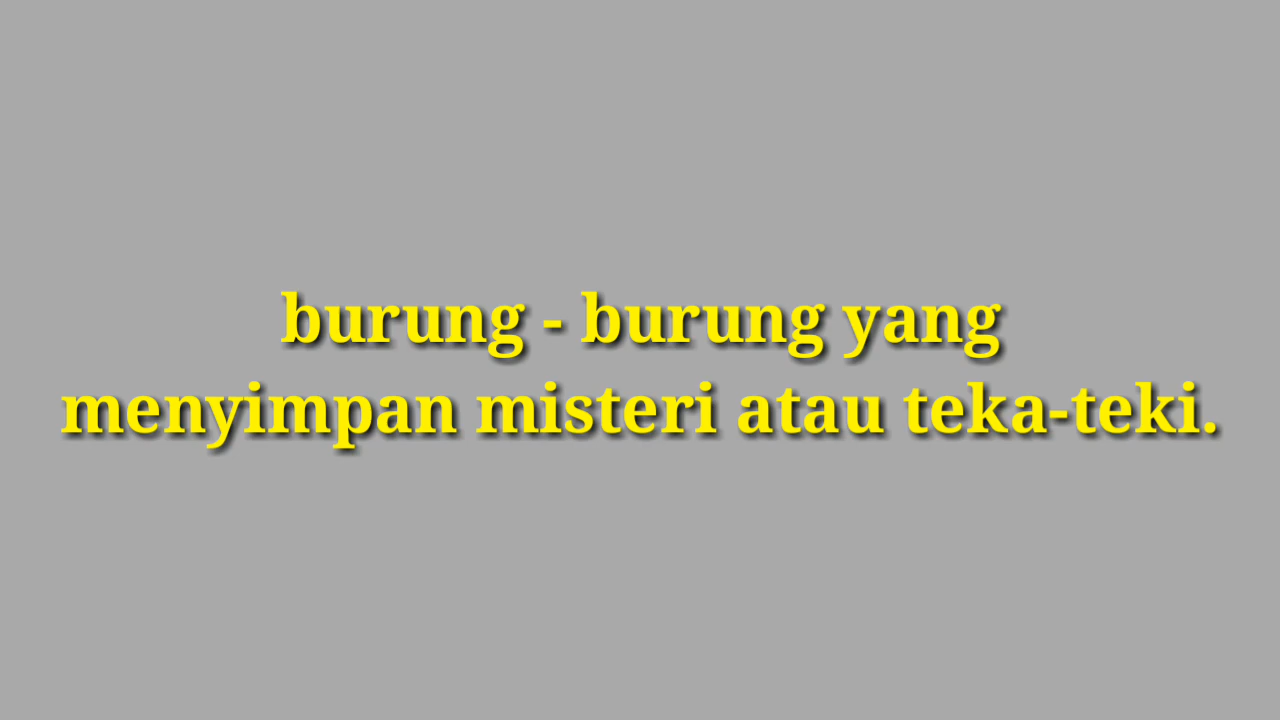 burung - burung yang
menyimpan misteri atau teka-teki.